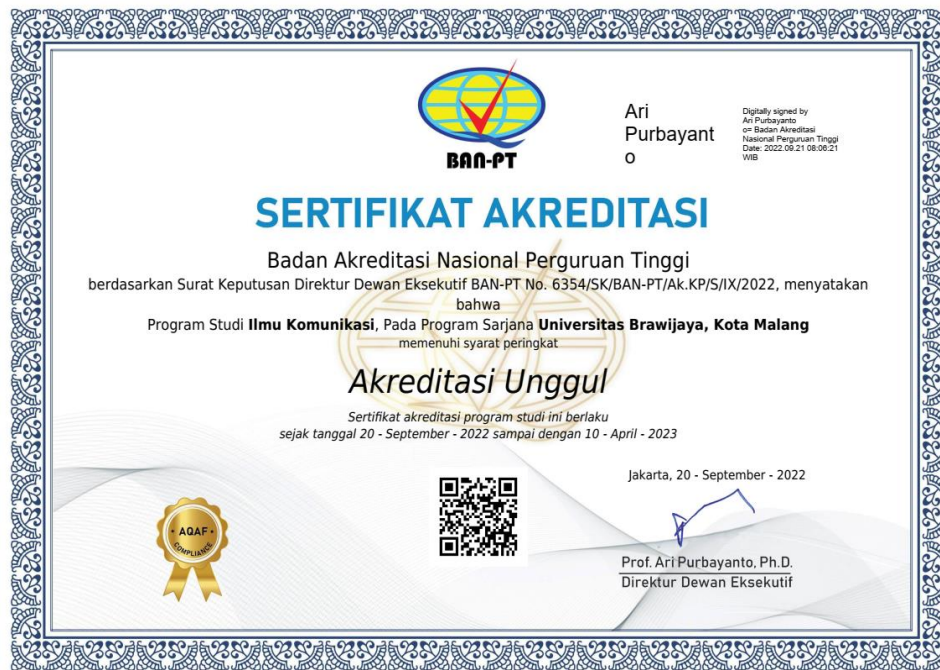 BAN-PT
Ari
Purbayant
o
Digitally signed by
Ari Purbayanto
o= Badan Akreditasi
Nasional Perguruan Tinggi
Date: 2022.09.21 08:06:21
WIB
SERTIFIKAT AKREDITASI
Badan Akreditasi Nasional Perguruan Tinggi
berdasarkan Surat Keputusan Direktur Dewan Eksekutif BAN-PT No. 6354/SK/BAN-PT/Ak.KP/S/IX/2022, menyatakan
bahwa
Program Studi Ilmu Komunikasi, Pada Program Sarjana Universitas Brawijaya, Kota Malang
memenuhi syarat peringkat
Akreditasi Unggul
Sertifikat akreditasi program studi ini berlaku
sejak tanggal 20 - September - 2022 sampai dengan 10 - April - 2023
Jakarta, 20 - September - 2022
AQAF
COMPLIANCE
Prof. Ari Purbayanto, Ph.D.
Direktur Dewan Eksekutif